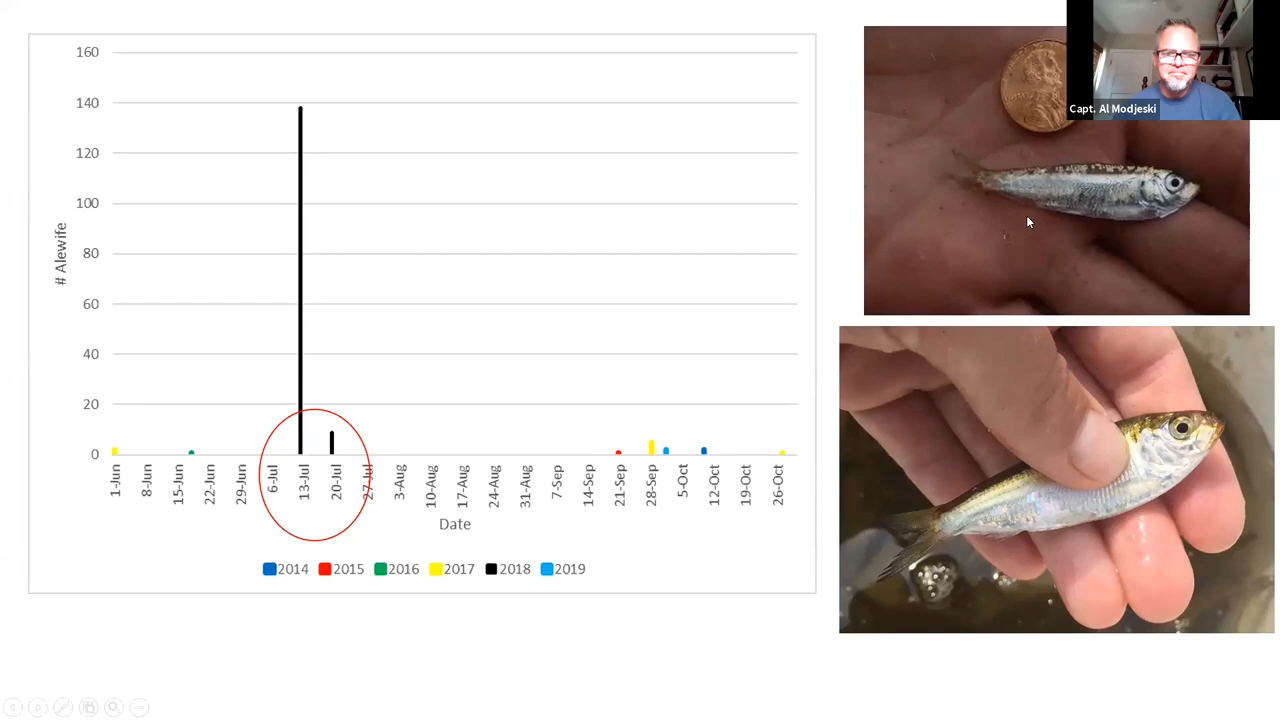 160
140
120
100
80
60
40
20
0
# Alewife
1-Jun
8-Jun
15-Jun
22-Jun
29-Jun
6-Jul
13-Jul
20-Jul
27-Jul
3-Aug
10-Aug
17-Aug
24-Aug
31-Aug
7-Sep
14-Sep
21-Sep
28-Sep
5-Oct
12-Oct
19-Oct
26-Oct
Date
2014 2015 2016 2017 2018 2019
Capt. Al Modjeski